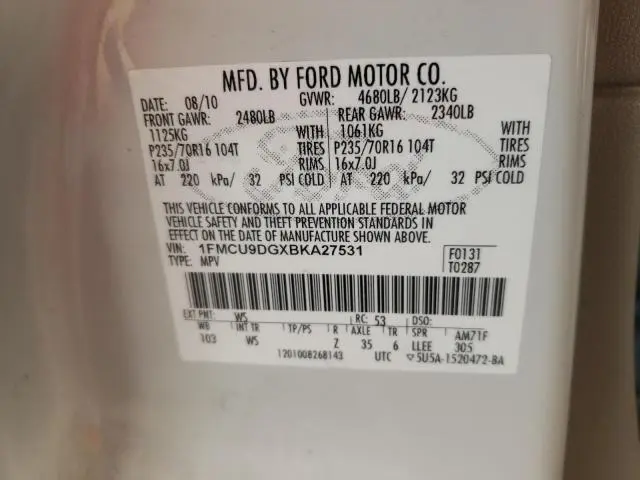 MFD. BY FORD MOTOR CO.
DATE: 08/10 GVWR: 4680LB/ 2123KG
FRONT GAWR: 2480LB REAR GAWR: 2340LB
1125KG WITH 1061KG WITH
P235/70R16 104T TIRES P235/70R16 104T TIRES
16x7.0J RIMS 16x7.0J RIMS
AT 220 kPa/ 32 PSI COLD AT 220 kPa/ 32 PSI COLD
THIS VEHICLE CONFORMS TO ALL APPLICABLE FEDERAL MOTOR
VEHICLE SAFETY AND THEFT PREVENTION STANDARDS IN
EFFECT ON THE DATE OF MANUFACTURE SHOWN ABOVE.
VIN: 1FMCU9DGXBKA27531 F0131
TYPE: MPV T0287
EXT PNT: WS RC: 53 DSO:
WB INT TR TP/PS R AXLE TR SPR AM71F
103 WS Z 35 6 LLEE 305
1201008268143 UTC 5U5A-1520472-BA